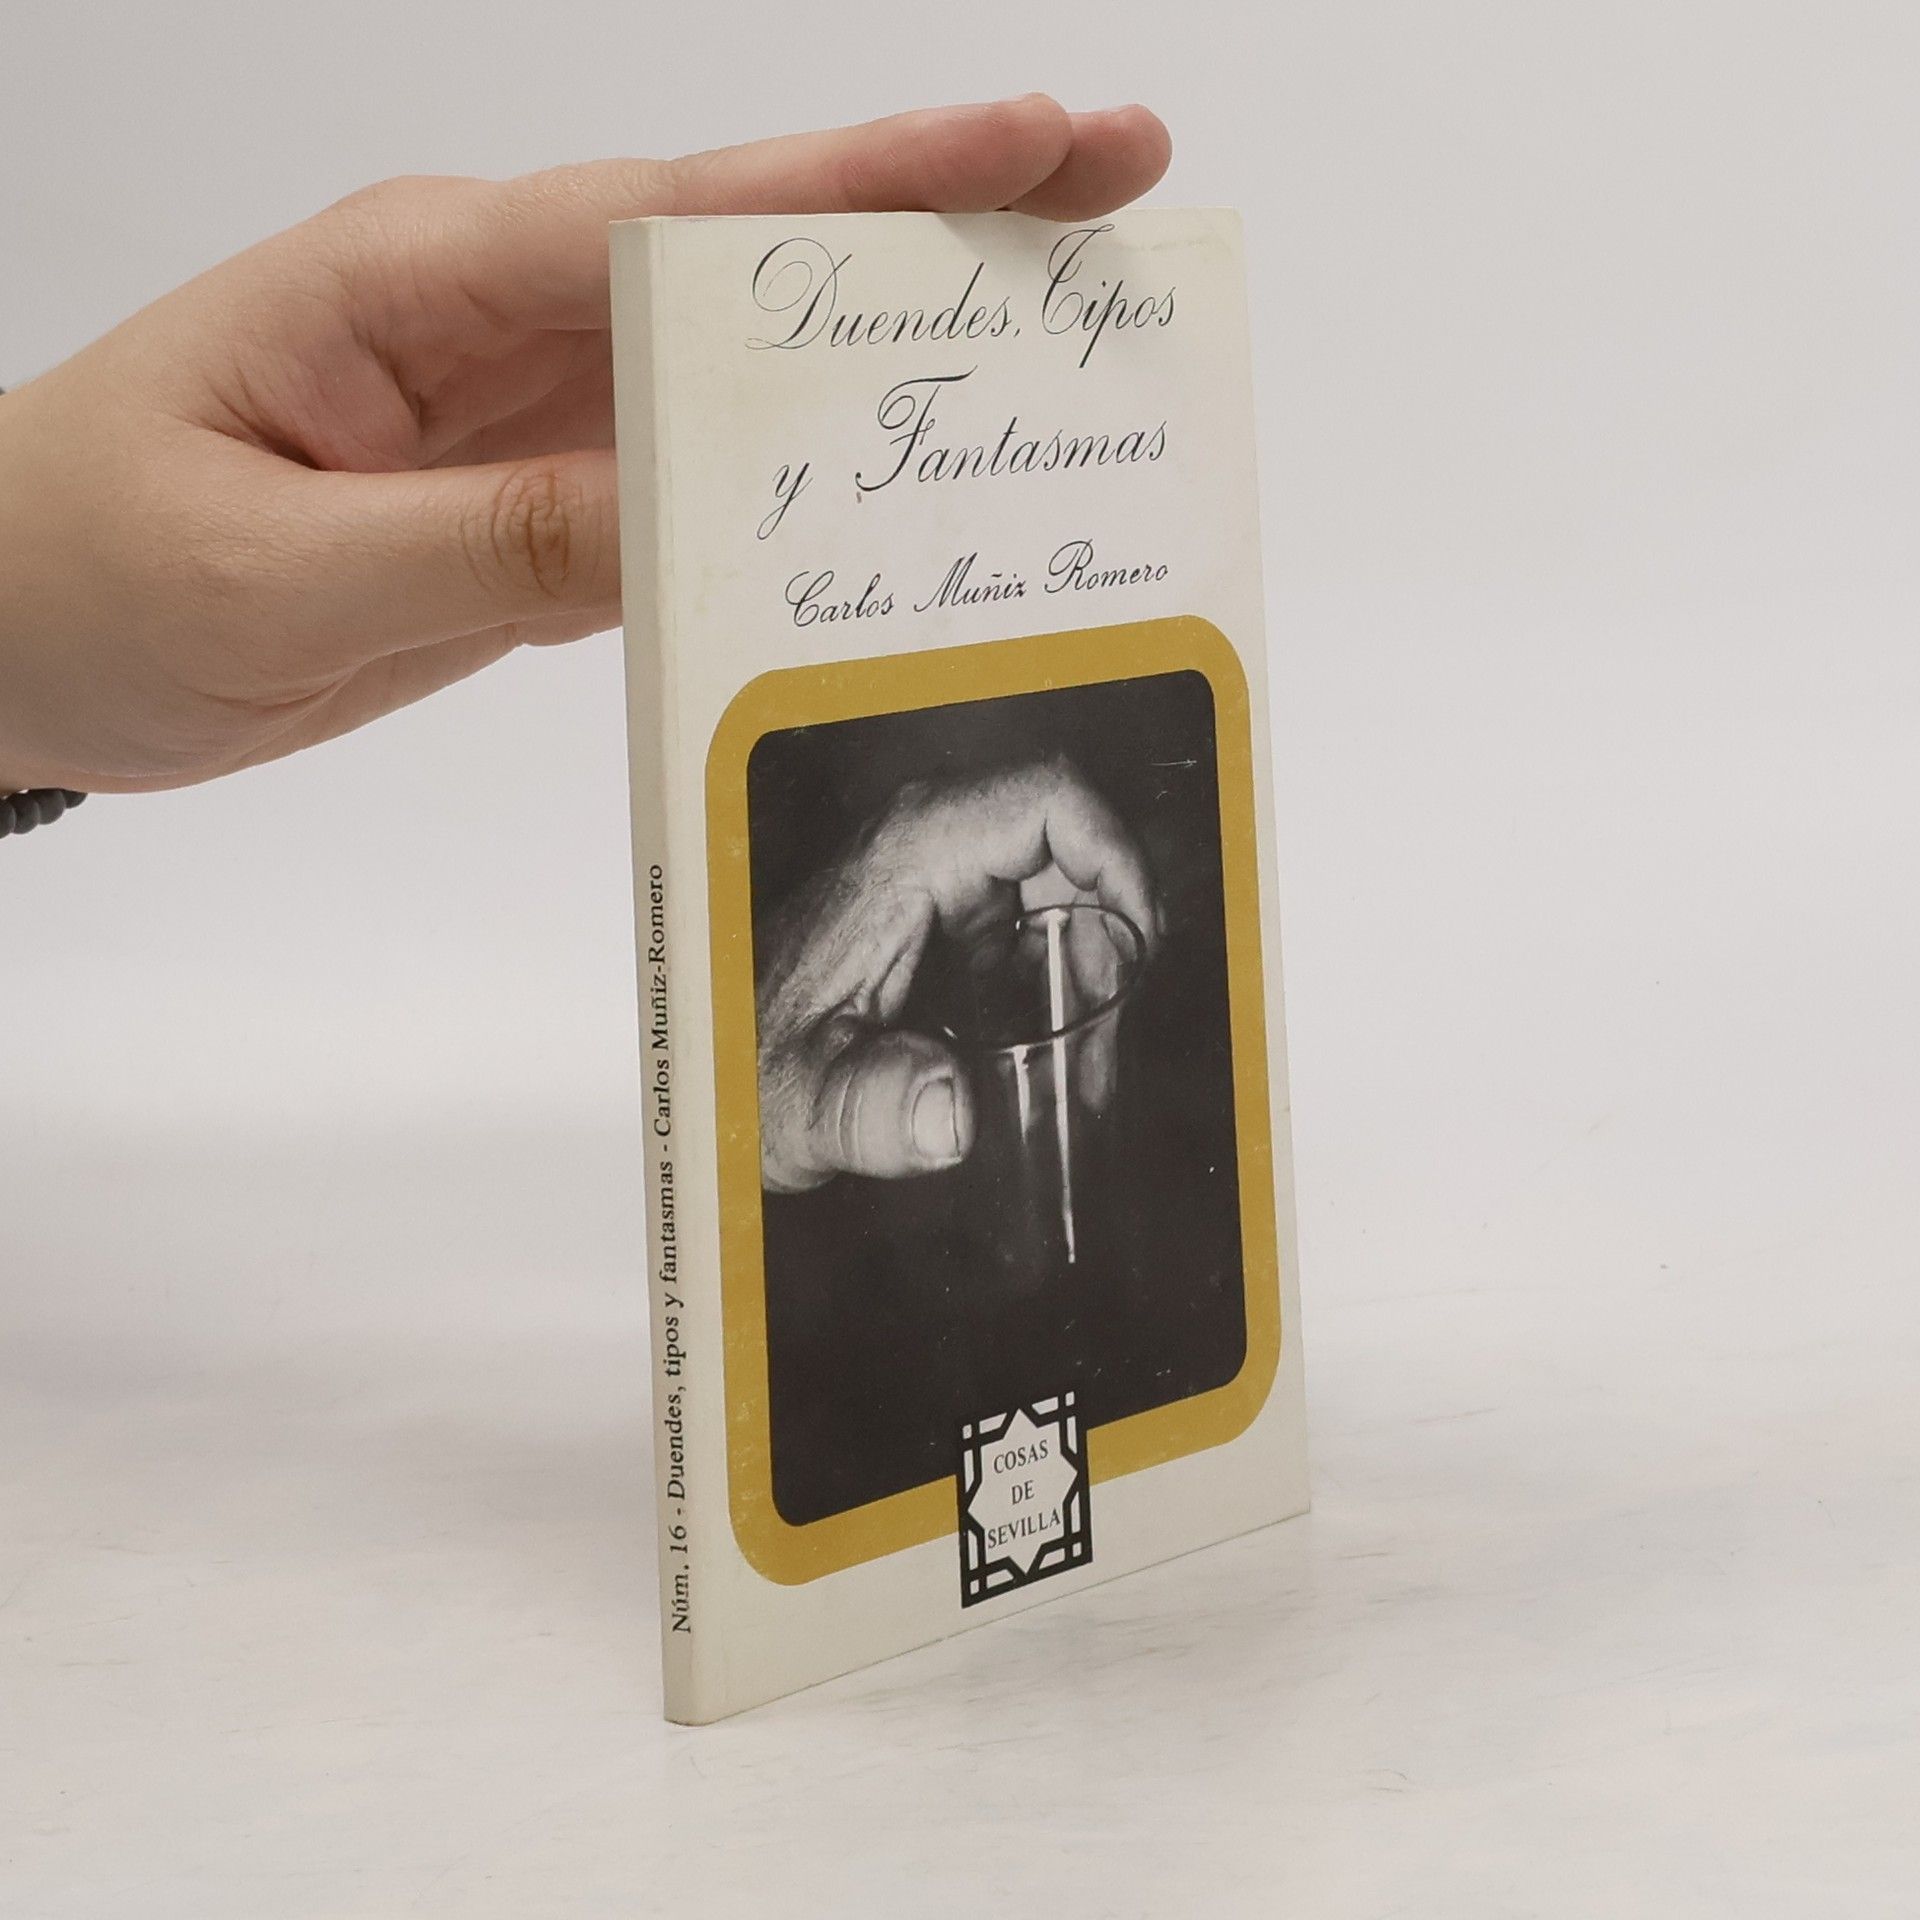 Duendes, Tipos
y Fantasmas
Carlos Muñiz Romero
COSAS
DE
SEVILLA
Núm. 16 - Duendes, tipos y fantasmas - Carlos Muñiz-Romero